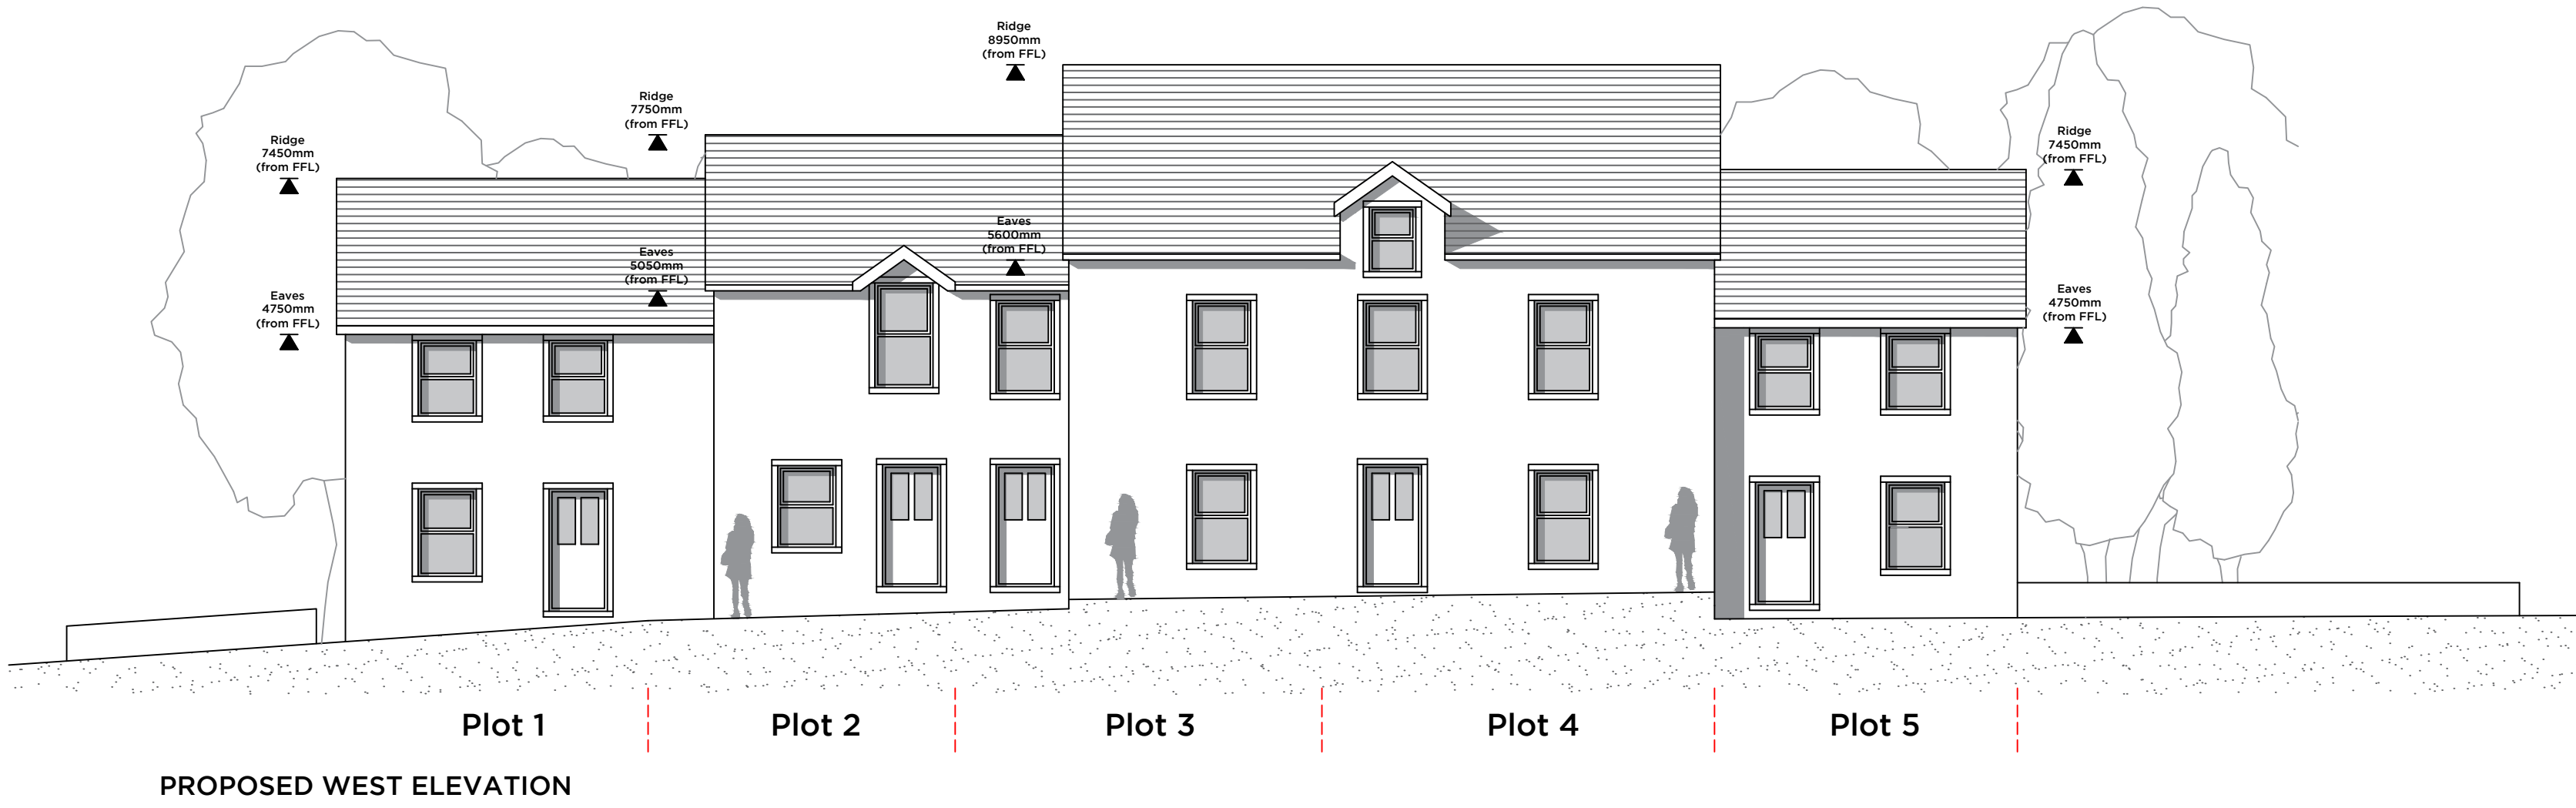 Ridge
8950mm
(from FFL)
Ridge
7750mm
(from FFL)
Ridge
7450mm
(from FFL)
Ridge
7450mm
(from FFL)
Eaves
5600mm
(from FFL)
Eaves
5050mm
(from FFL)
Eaves
4750mm
(from FFL)
Eaves
4750mm
(from FFL)
Plot 1
Plot 2
Plot 3
Plot 4
Plot 5
PROPOSED WEST ELEVATION